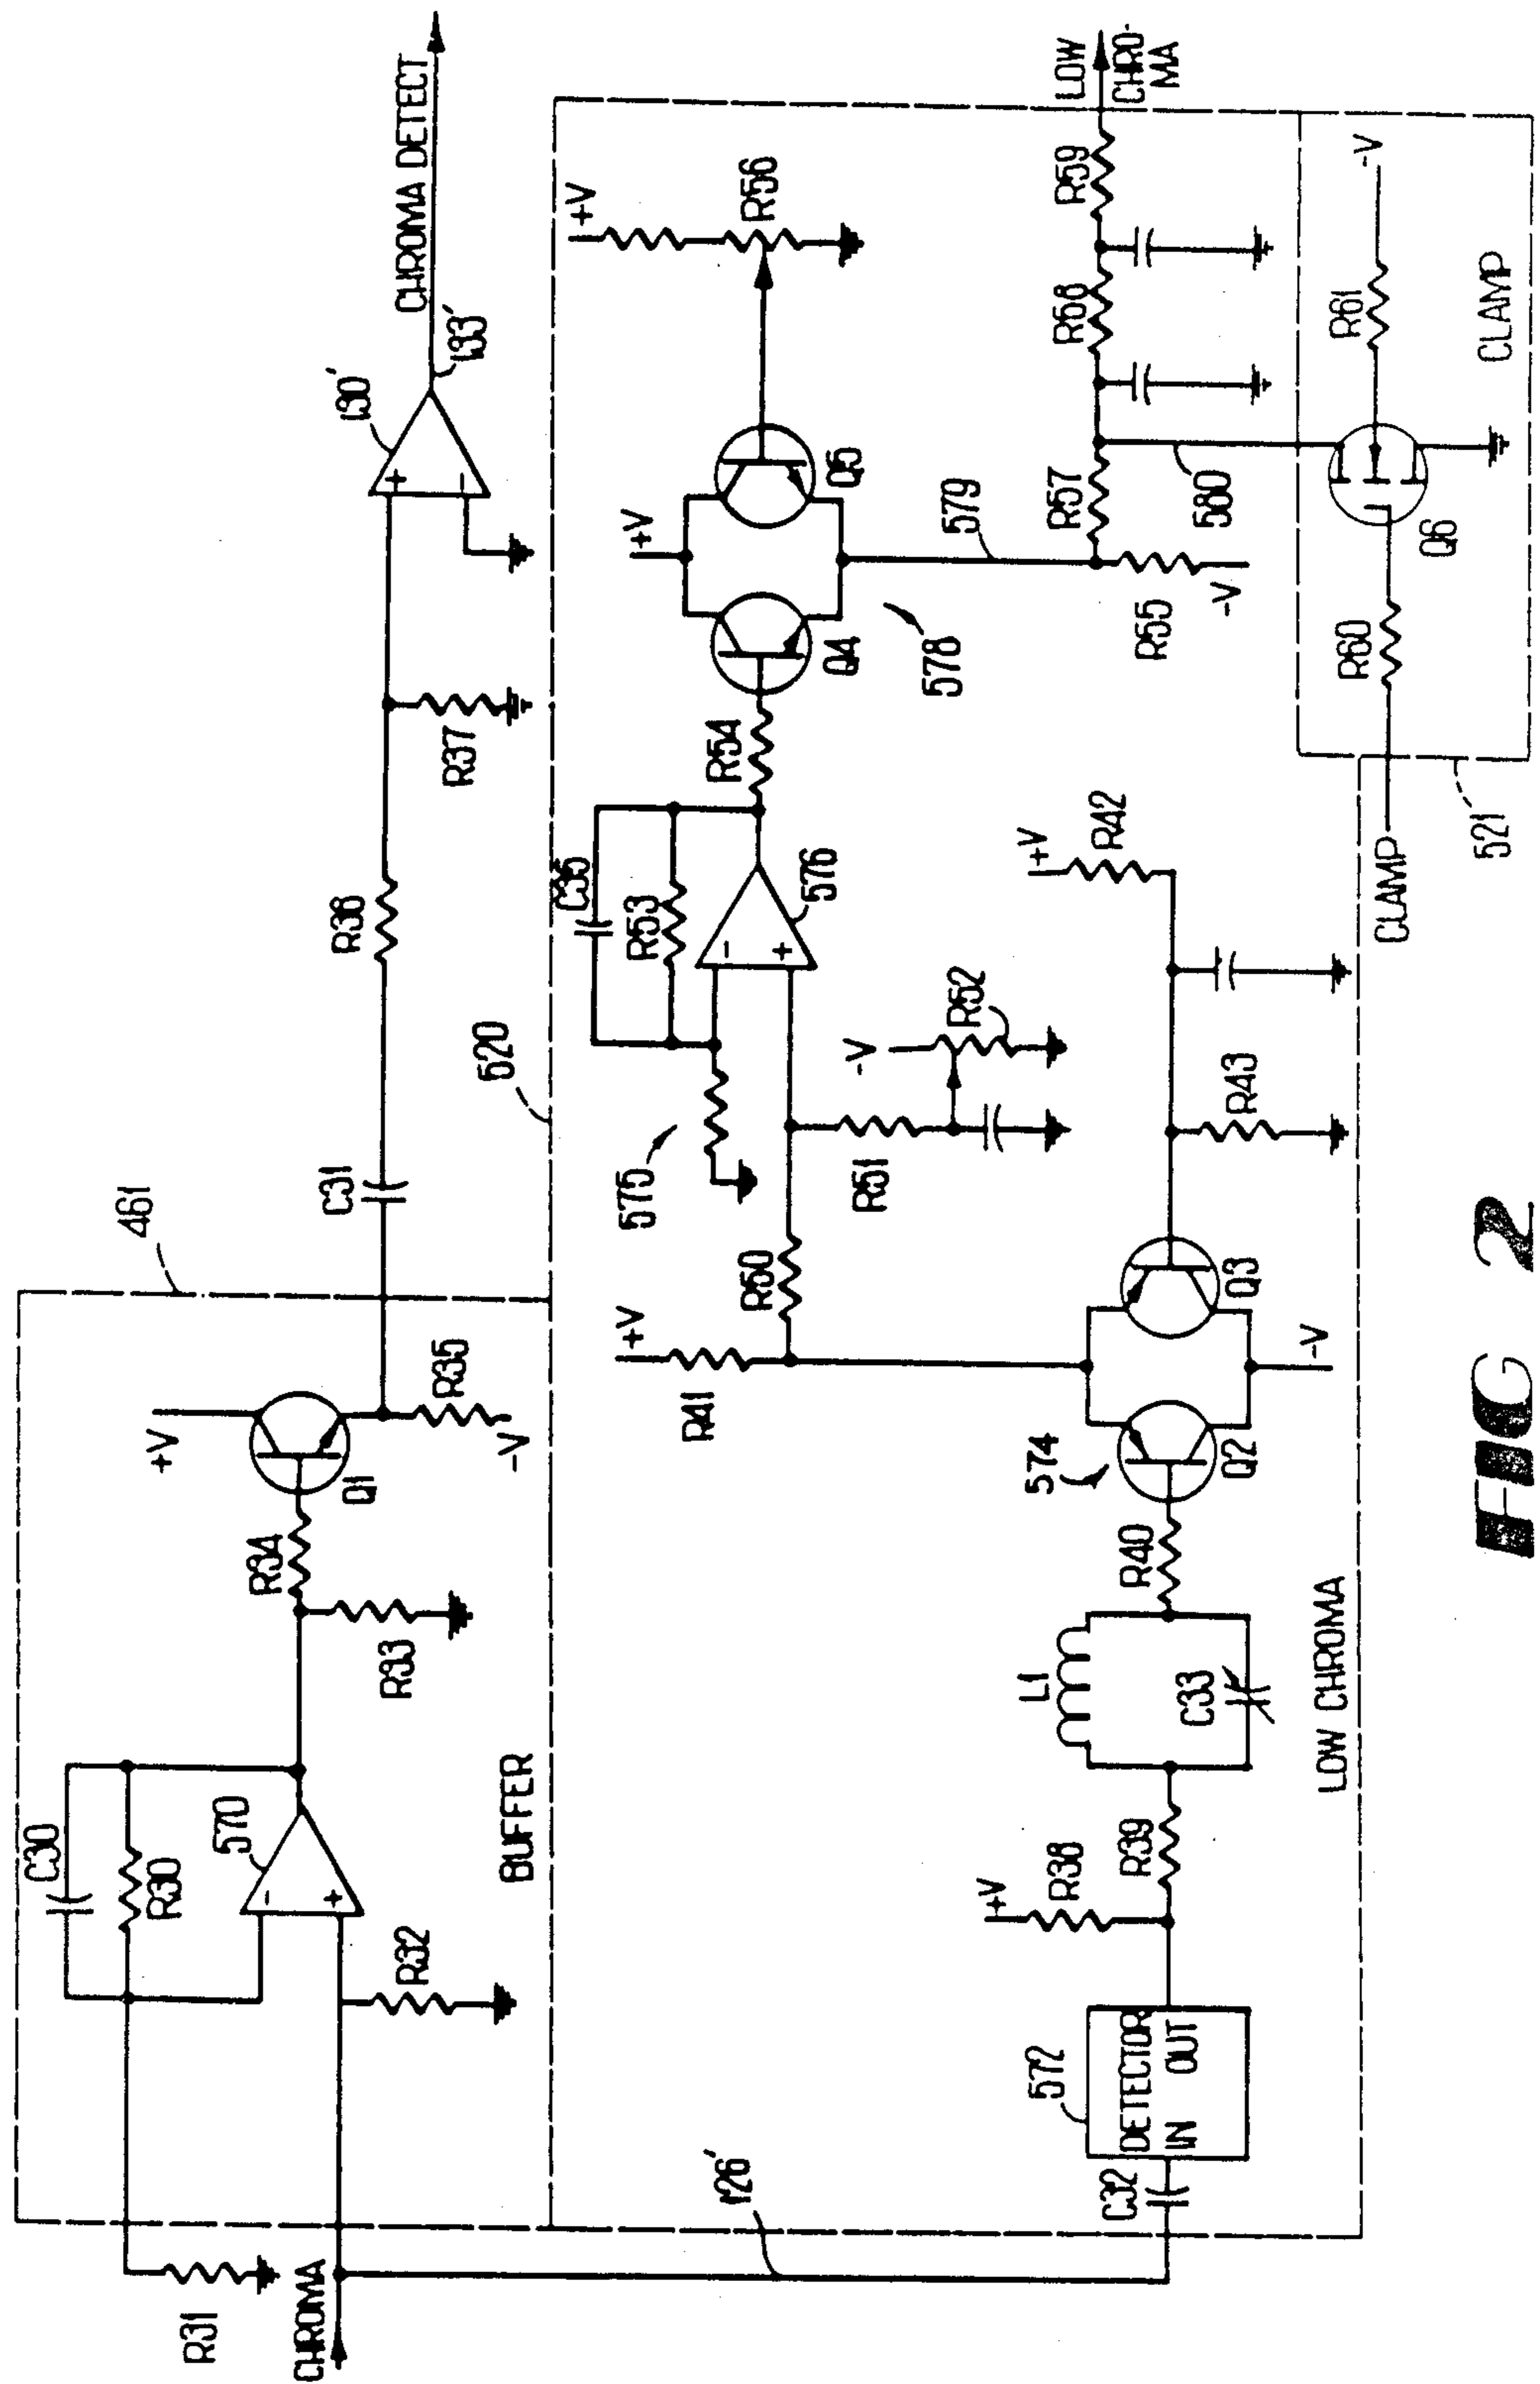 461
C30
R30
570
-
+
R32
R31
CHROMA
R33
R34
Q1
+V
-V
R35
BUFFER
C31
R36
R37
130'
+
-
133'
CHROMA DETECT
520
126'
C32
572
DETECTOR
IN OUT
+V
R38
R39
L1
C33
R40
574
Q2
Q3
-V
+V
R41
R50
R51
-V
R52
575
C35
R53
-
+
576
R54
Q4
Q5
+V
578
+V
R56
579
R55
-V
R57
580
R58
R59
LOW
CHRO-
MA
R43
+V
R42
LOW CHROMA
CLAMP
R60
Q6
R61
-V
CLAMP
521
FIG 2